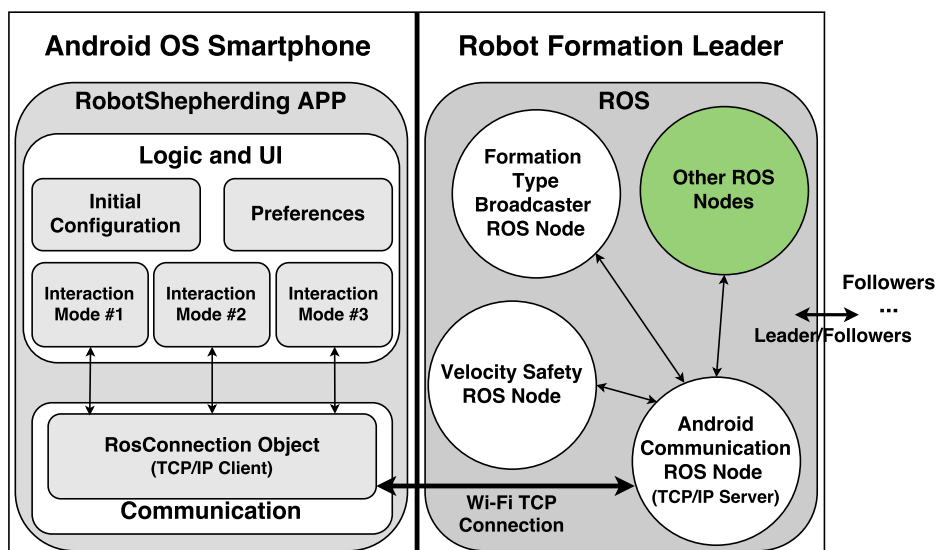 Android OS Smartphone
RobotShepherding APP
Logic and UI
Initial
Configuration
Preferences
Interaction
Mode #1
Interaction
Mode #2
Interaction
Mode #3
RosConnection Object
(TCP/IP Client)
Communication
Robot Formation Leader
ROS
Formation
Type
Broadcaster
ROS Node
Other ROS
Nodes
Velocity Safety
ROS Node
Android
Communication
ROS Node
(TCP/IP Server)
Wi-Fi TCP
Connection
Followers
...
Leader/Followers